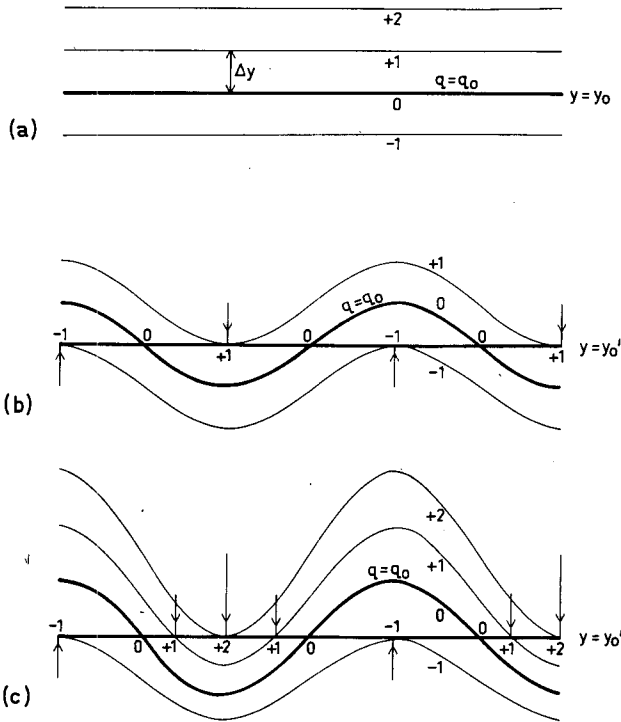 +2
Δy
+1
q=q₀
0
y = y₀
(a)
-1
+1
q=q₀
0
-1
0
+1
0
-1
0
+1
y = y₀'
-1
(b)
+2
+1
q=q₀
0
-1
0
+1
+2
+1
0
-1
0
+1
+2
y = y₀'
-1
(c)